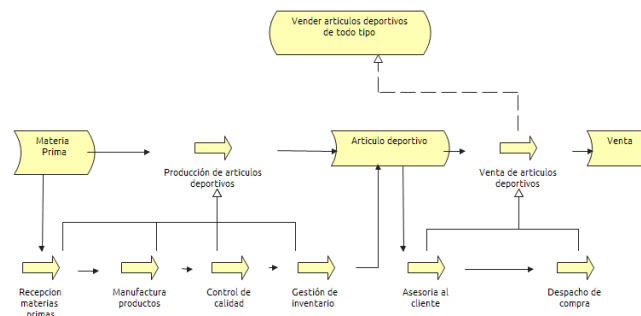 Vender articulos deportivos
de todo tipo
Materia
Prima
Producción de articulos
deportivos
Articulo deportivo
Venta de articulos
deportivos
Venta
Recepcion
materias
primas
Manufactura
productos
Control de
calidad
Gestión de
inventario
Asesoria al
cliente
Despacho de
compra